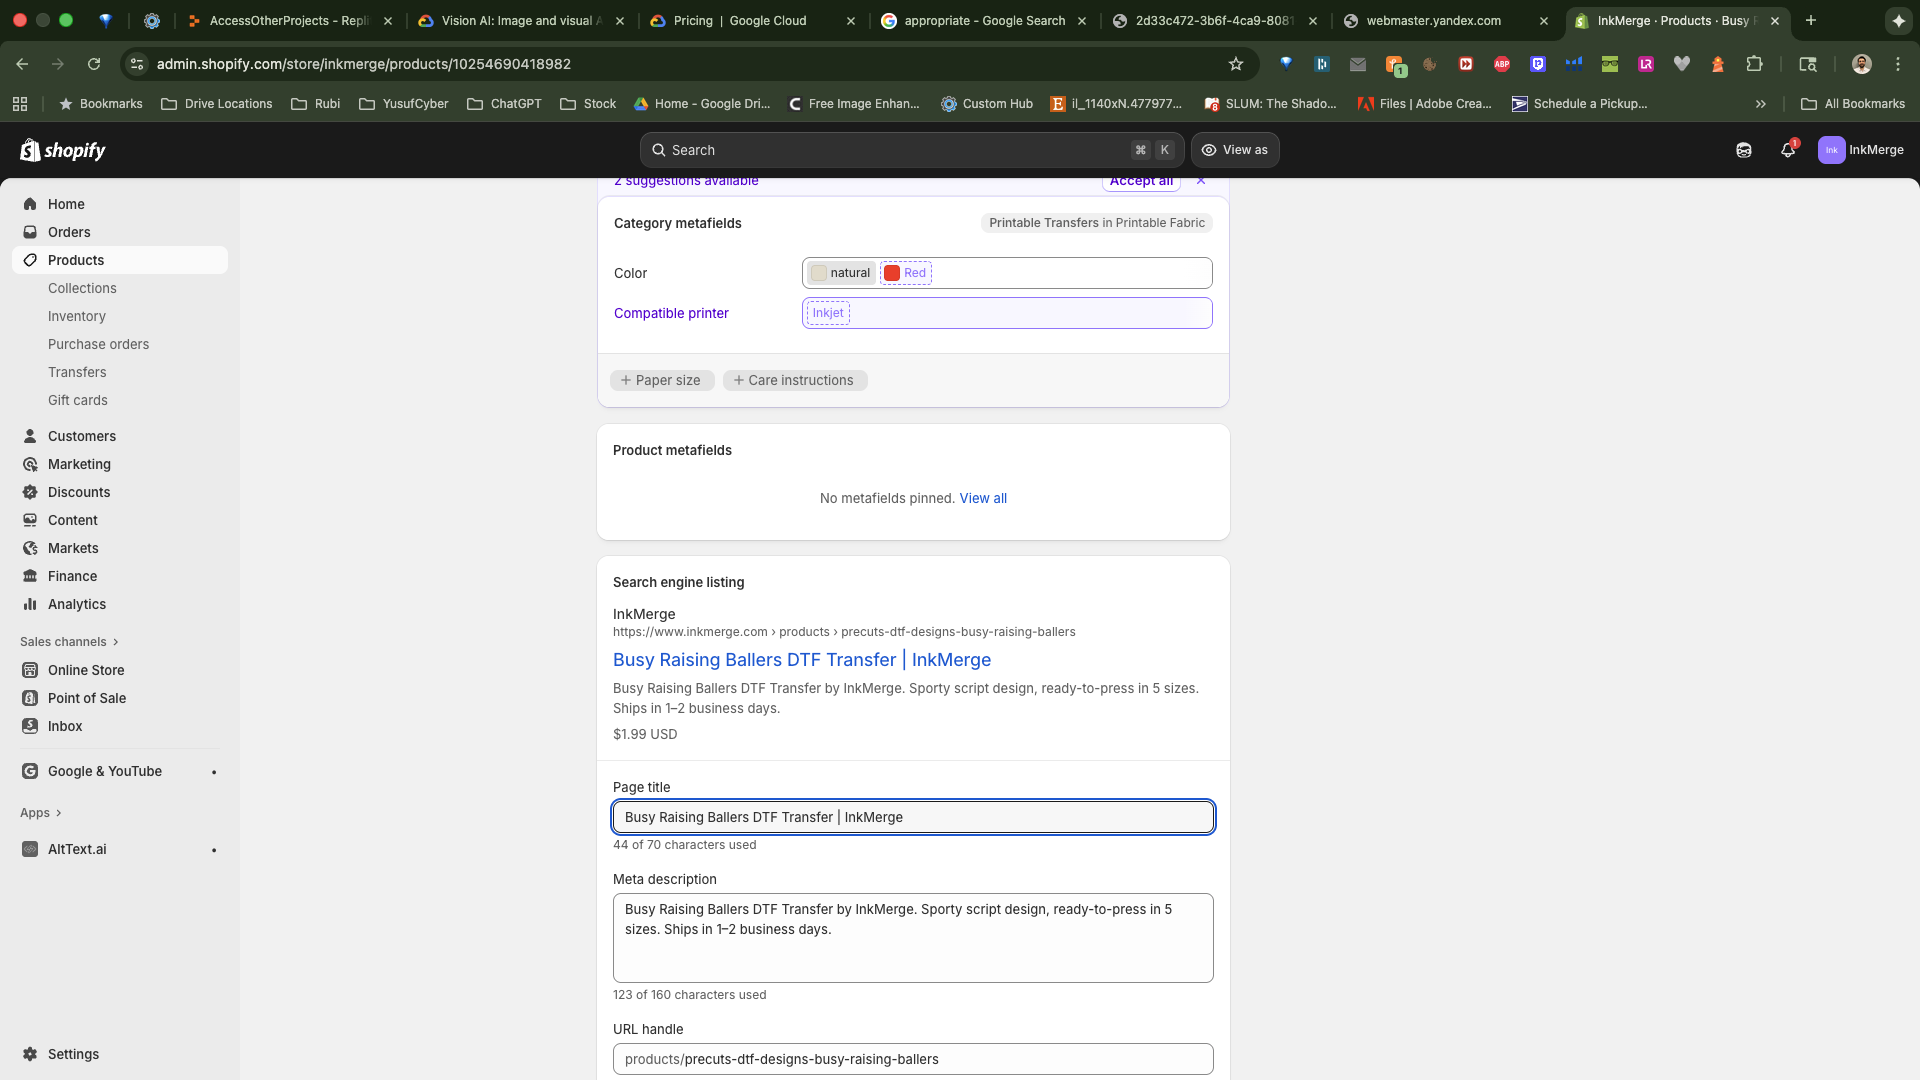 AccessOtherProjects - Repli
Vision AI: Image and visual A
Pricing | Google Cloud
appropriate - Google Search
2d33c472-3b6f-4ca9-8081
webmaster.yandex.com
InkMerge · Products · Busy R
admin.shopify.com/store/inkmerge/products/10254690418982
1
ABP
LR
Bookmarks
Drive Locations
Rubi
YusufCyber
ChatGPT
Stock
Home - Google Dri...
Free Image Enhan...
Custom Hub
il_1140xN.477977...
SLUM: The Shado...
Files | Adobe Crea...
Schedule a Pickup...
»
All Bookmarks
shopify
Search
⌘ K
View as
1
Ink
InkMerge
Home
Orders
Products
Collections
Inventory
Purchase orders
Transfers
Gift cards
Customers
Marketing
Discounts
Content
Markets
Finance
Analytics
Sales channels
Online Store
Point of Sale
Inbox
Google & YouTube
Apps
AltText.ai
Settings
2 suggestions available
Accept all
Category metafields
Printable Transfers in Printable Fabric
Color
natural
Red
Compatible printer
Inkjet
+ Paper size
+ Care instructions
Product metafields
No metafields pinned. View all
Search engine listing
InkMerge
https://www.inkmerge.com › products › precuts-dtf-designs-busy-raising-ballers
Busy Raising Ballers DTF Transfer | InkMerge
Busy Raising Ballers DTF Transfer by InkMerge. Sporty script design, ready-to-press in 5 sizes.
Ships in 1–2 business days.
$1.99 USD
Page title
Busy Raising Ballers DTF Transfer | InkMerge
44 of 70 characters used
Meta description
Busy Raising Ballers DTF Transfer by InkMerge. Sporty script design, ready-to-press in 5
sizes. Ships in 1–2 business days.
123 of 160 characters used
URL handle
products/precuts-dtf-designs-busy-raising-ballers